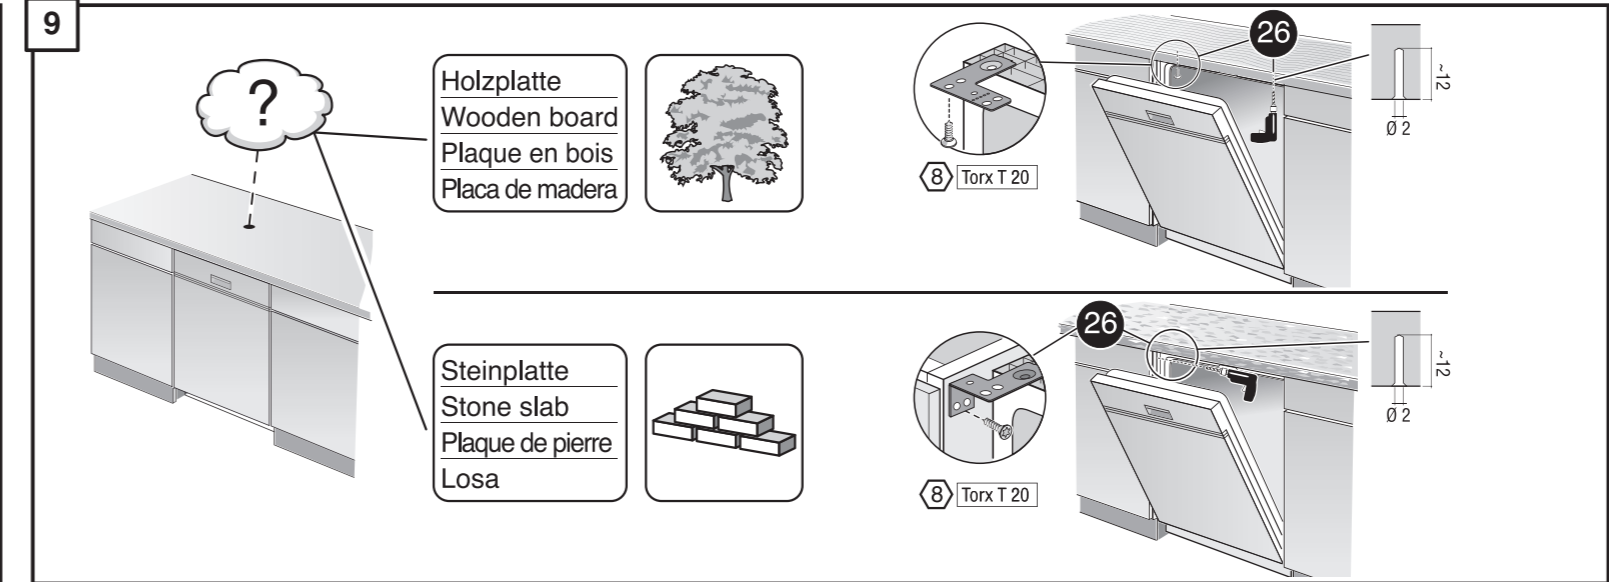 9
?
Holzplatte
Wooden board
Plaque en bois
Placa de madera
26
~12
Ø 2
8 Torx T 20
Steinplatte
Stone slab
Plaque de pierre
Losa
26
~12
Ø 2
8 Torx T 20